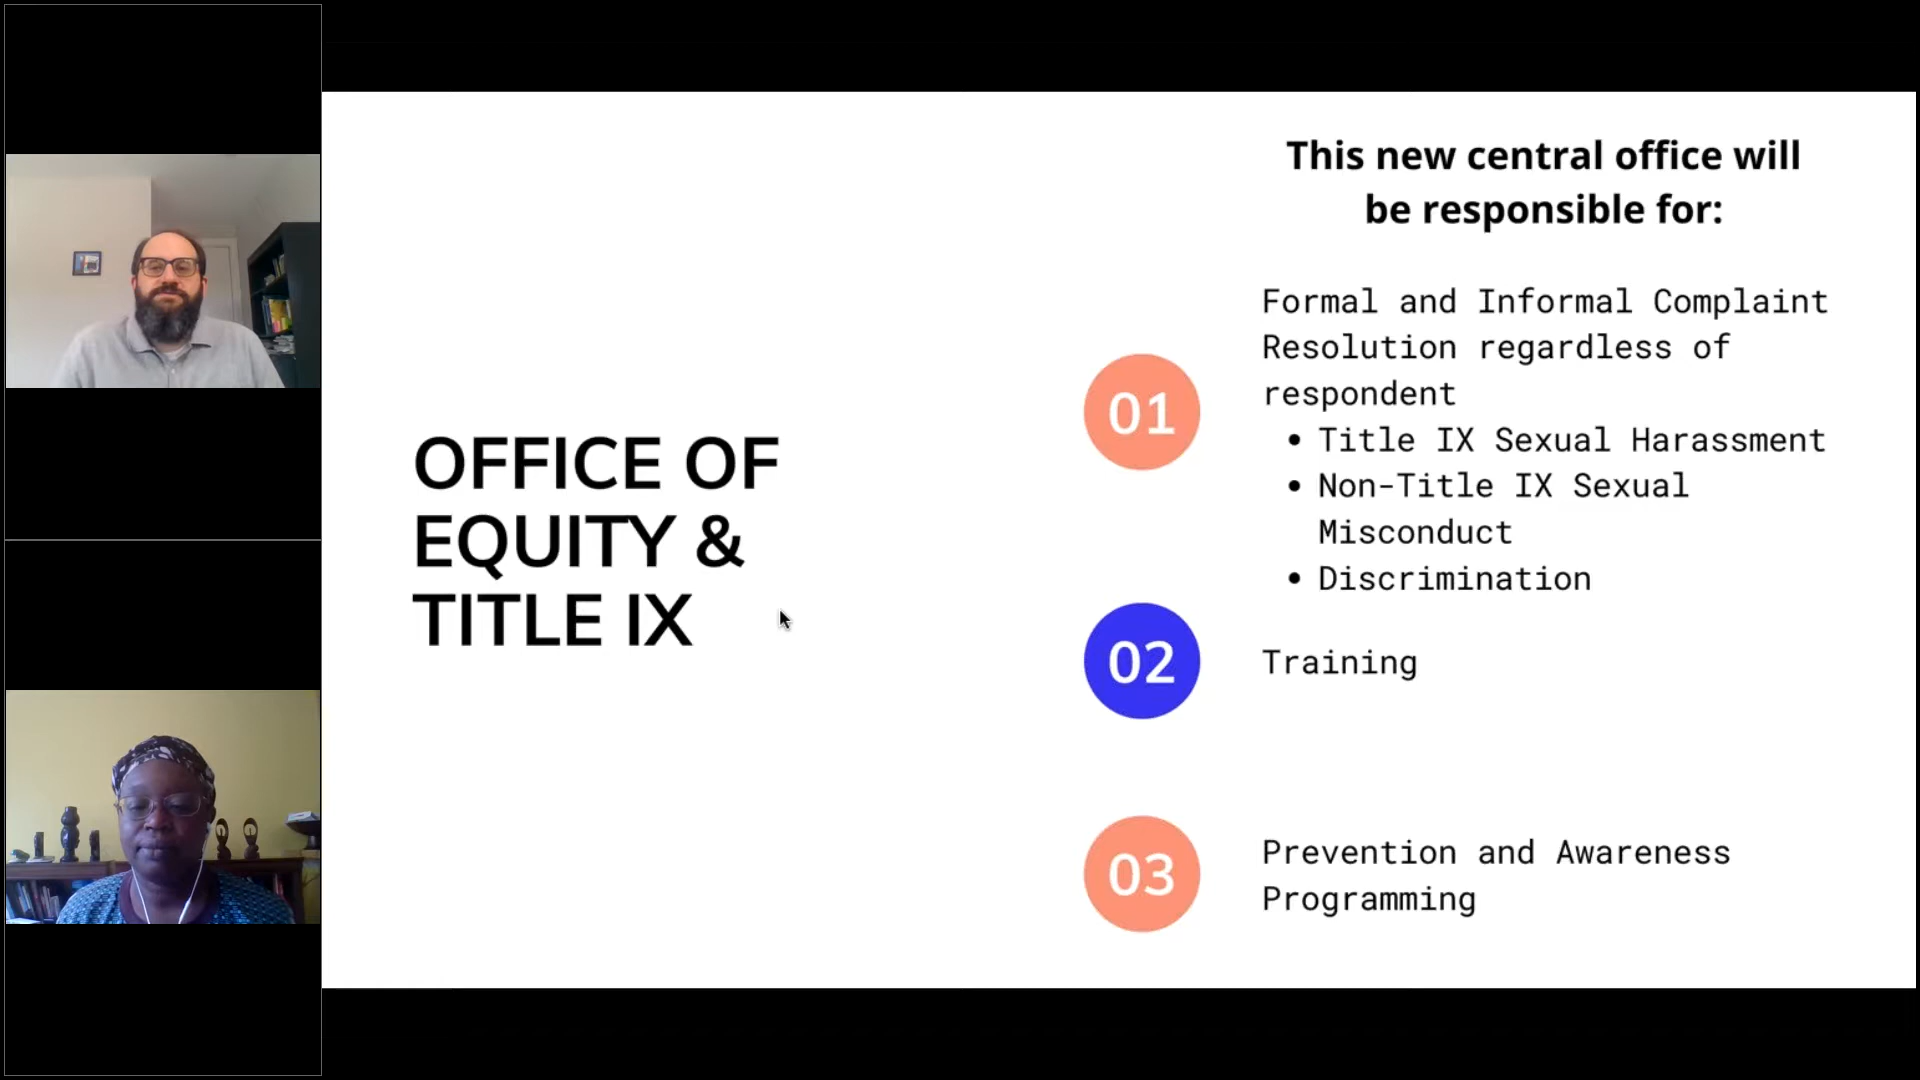 OFFICE OF
EQUITY &
TITLE IX
This new central office will
be responsible for:
01
Formal and Informal Complaint
Resolution regardless of
respondent
• Title IX Sexual Harassment
• Non-Title IX Sexual
Misconduct
• Discrimination
02
Training
03
Prevention and Awareness
Programming